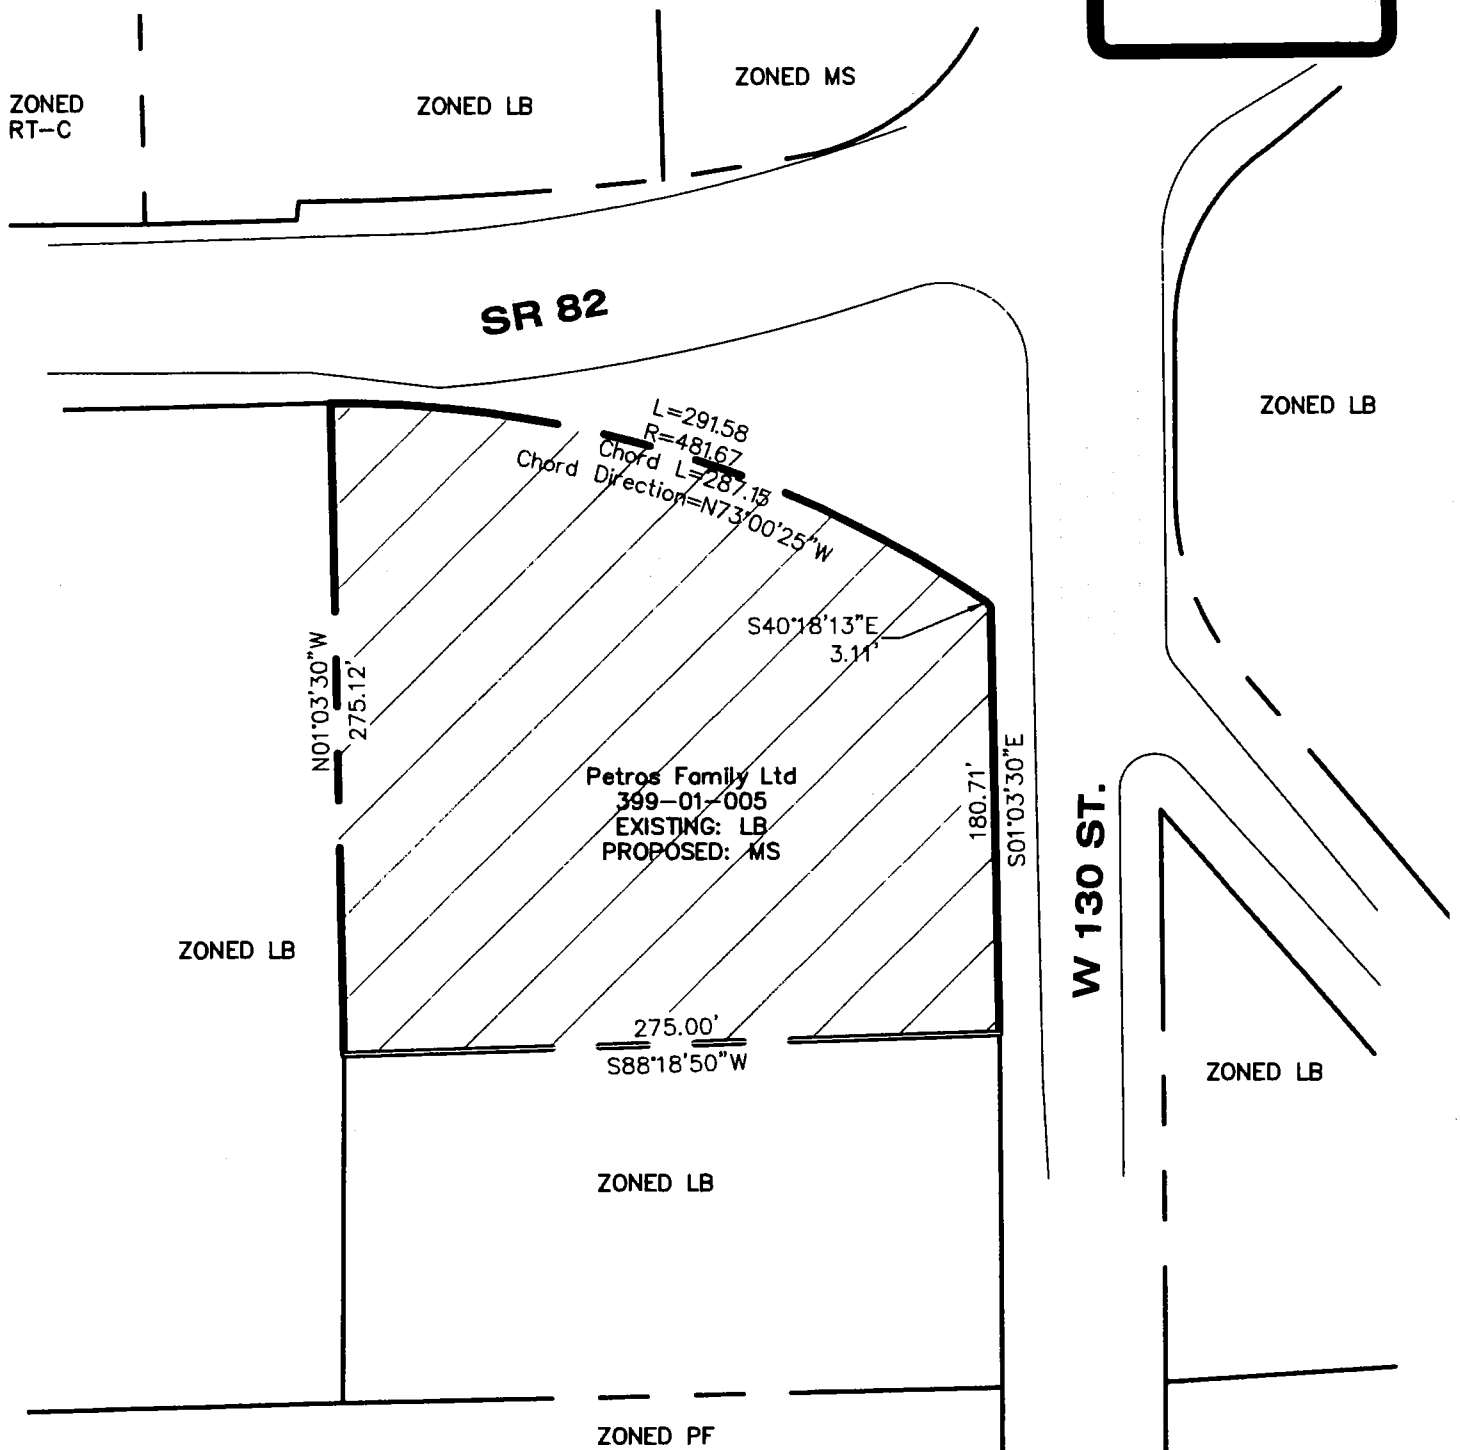 ZONED
RT-C
ZONED LB
ZONED MS
SR 82
ZONED LB
L=291.58
R=481.67
Chord L=287.15
Chord Direction=N73°00'25"W
S40°18'13"E
3.11'
N01°03'30"W
275.12'
Petros Family Ltd
399-01-005
EXISTING: LB
PROPOSED: MS
180.71'
S01°03'30"E
W 130 ST.
ZONED LB
275.00'
S88°18'50"W
ZONED LB
ZONED LB
ZONED PF